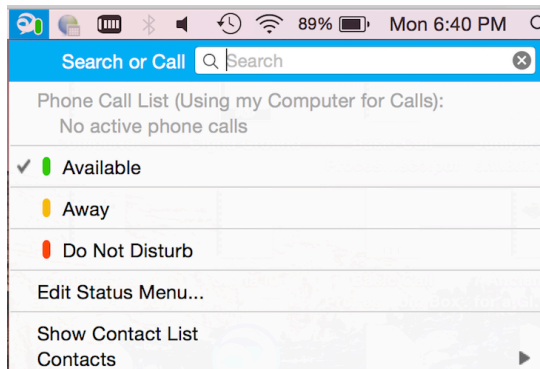 89% Mon 6:40 PM
Search or Call Search
Phone Call List (Using my Computer for Calls):
No active phone calls
Available
Away
Do Not Disturb
Edit Status Menu...
Show Contact List
Contacts